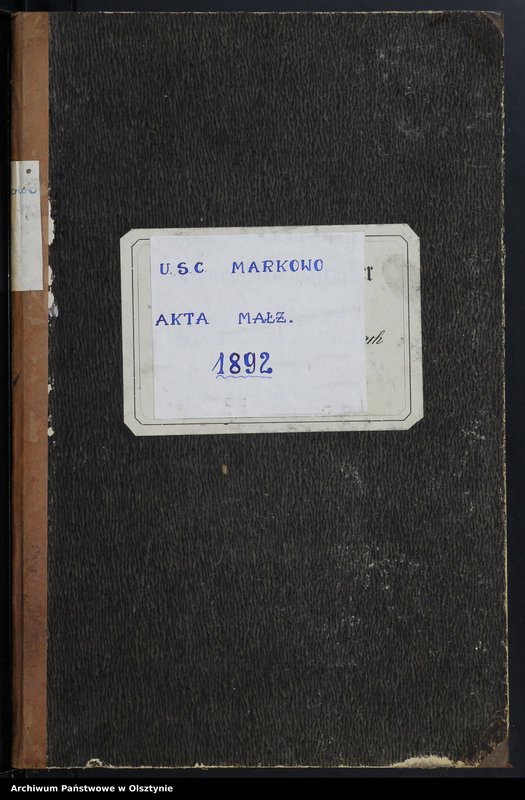 U.S.C. MARKOWO
AKTA MAŁŻ.
1892
Archiwum Państwowe w Olsztynie